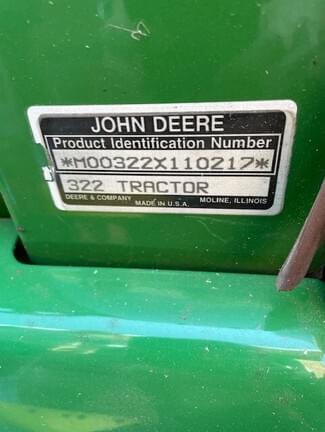 JOHN DEERE
Product Identification Number
*M00322X110217*
322 TRACTOR
DEERE & COMPANY MADE IN U.S.A. MOLINE, ILLINOIS